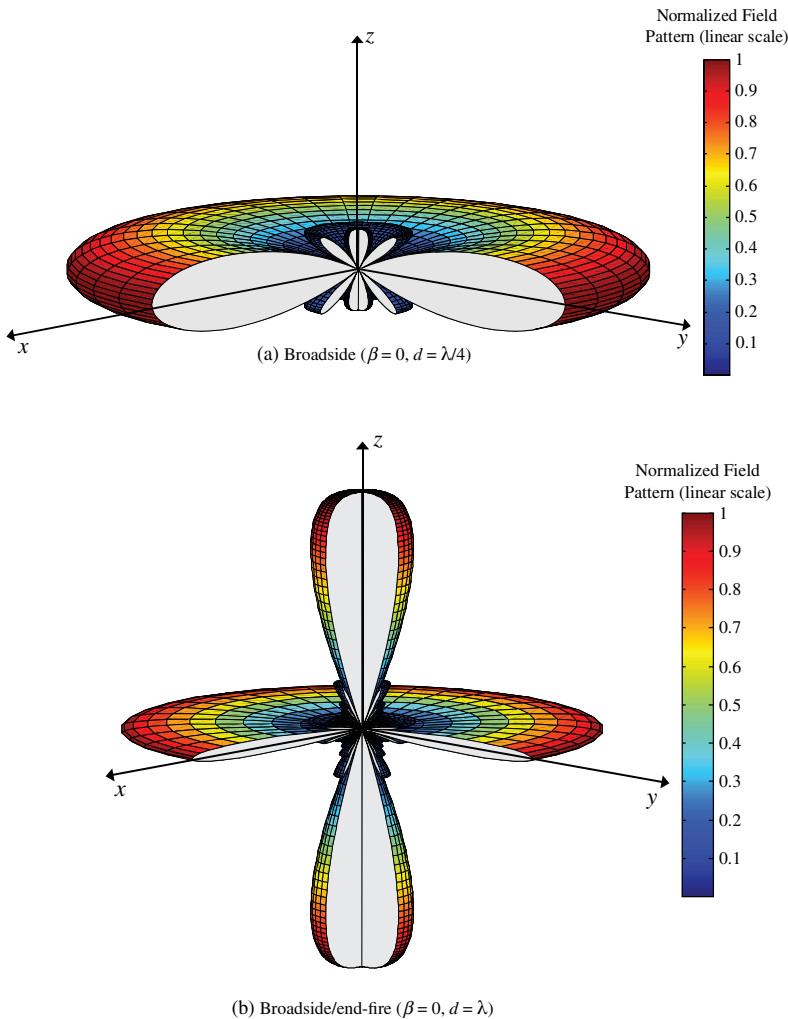 Normalized Field
Pattern (linear scale)
z
1
0.9
0.8
0.7
0.6
0.5
0.4
0.3
0.2
0.1
x
y
(a) Broadside (β = 0, d = λ/4)
z
Normalized Field
Pattern (linear scale)
1
0.9
0.8
0.7
0.6
0.5
0.4
0.3
0.2
0.1
x
y
(b) Broadside/end-fire (β = 0, d = λ)